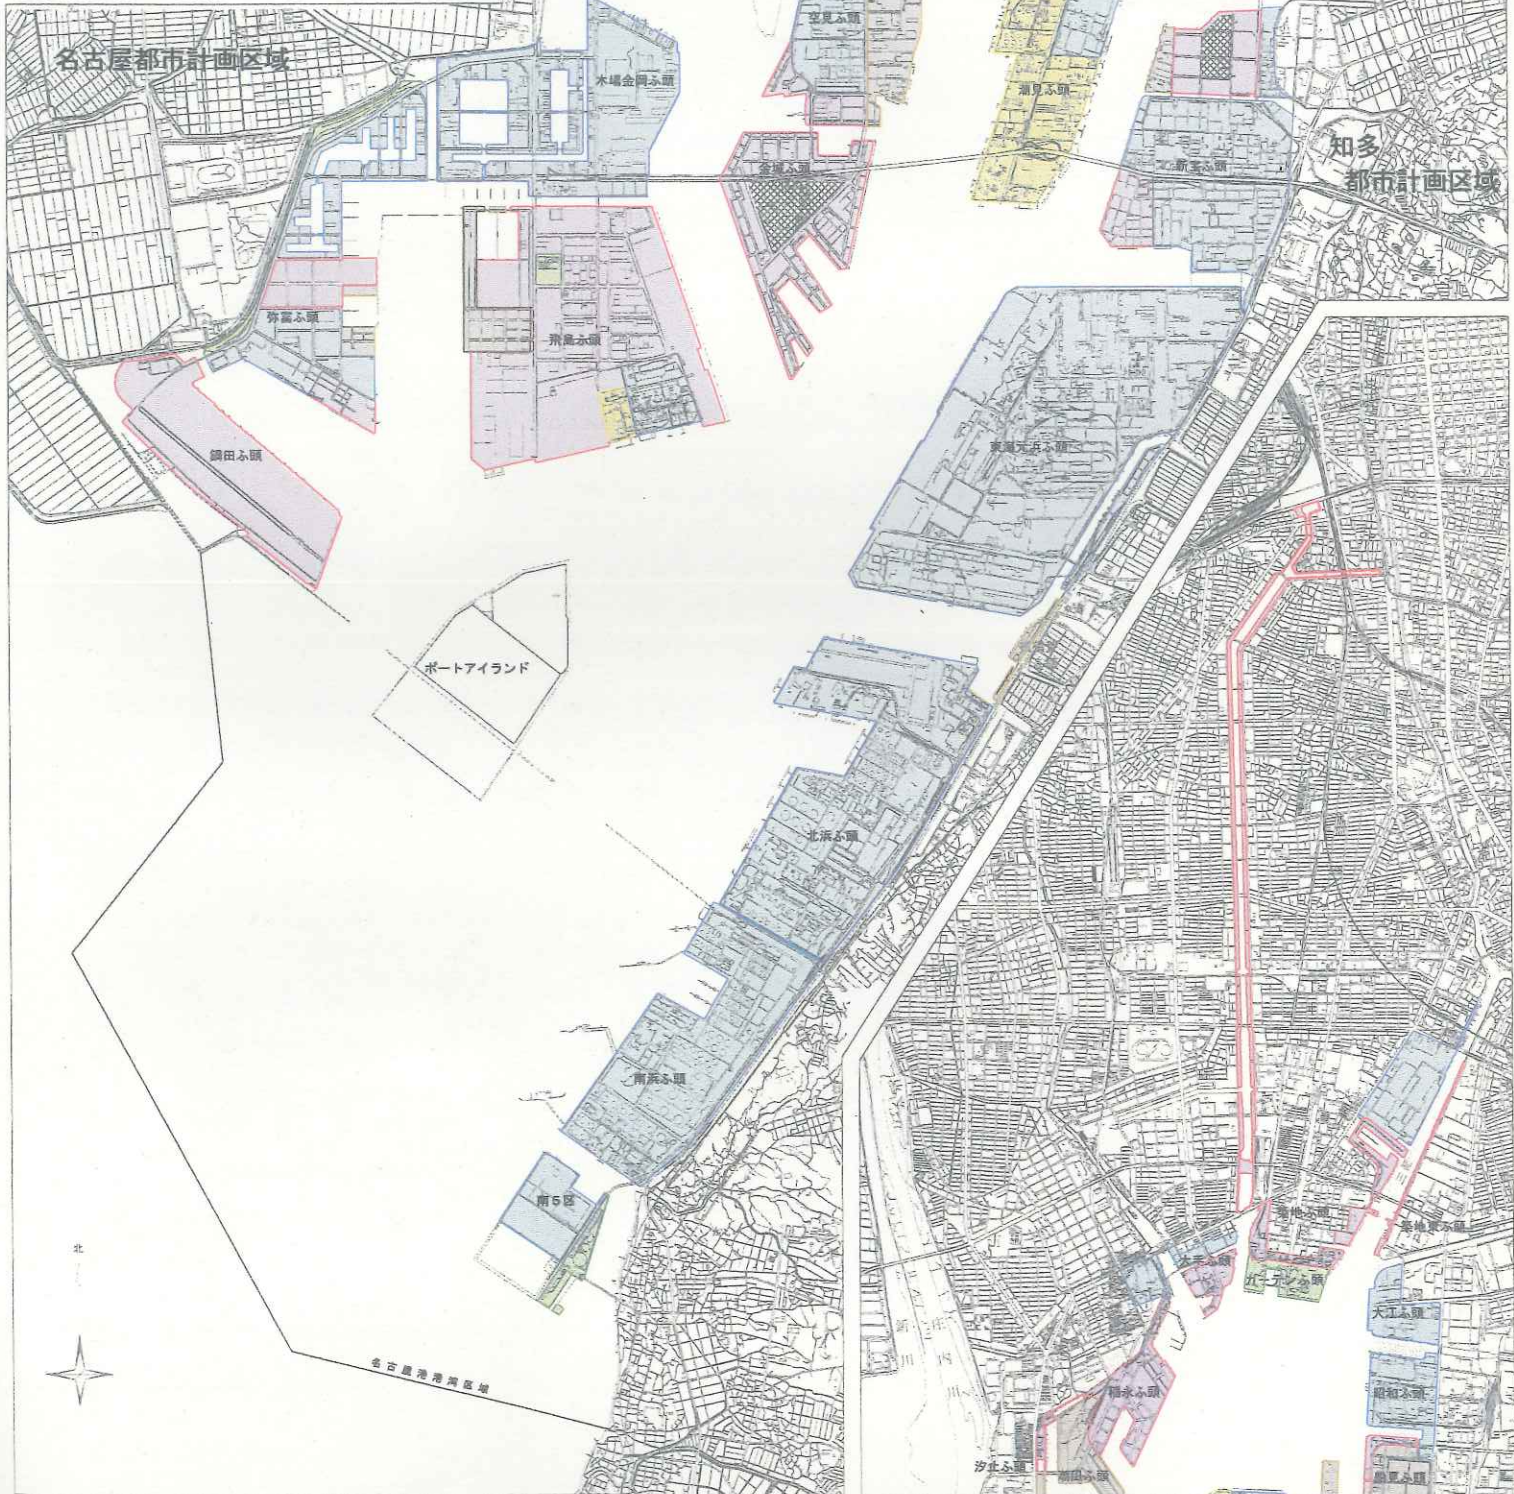 名古屋都市計画区域
空見ふ頭
木場金岡ふ頭
潮見ふ頭
知多
都市計画区域
金城ふ頭
新宝ふ頭
弥富ふ頭
飛島ふ頭
鍋田ふ頭
東海元浜ふ頭
ポートアイランド
北浜ふ頭
南浜ふ頭
南5区
北
名古屋港港湾区域
築地ふ頭
築地東ふ頭
大手ふ頭
ガーデンふ頭
大江ふ頭
稲永ふ頭
昭和ふ頭
汐止ふ頭
潮凪ふ頭
船見ふ頭